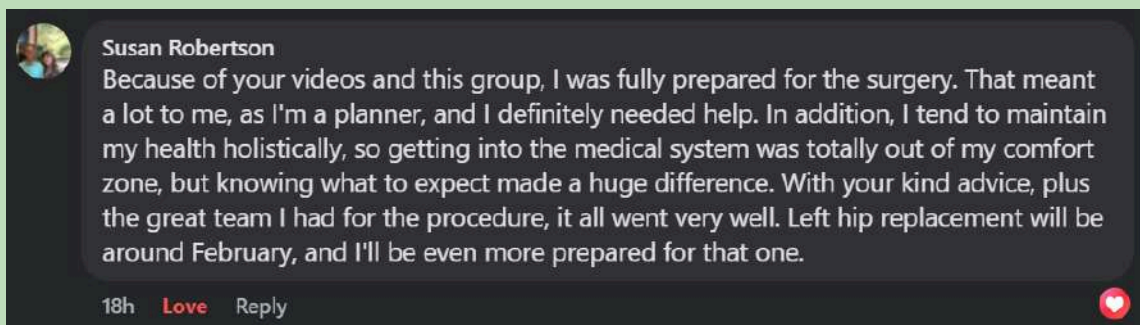 Susan Robertson
Because of your videos and this group, I was fully prepared for the surgery. That meant
a lot to me, as I'm a planner, and I definitely needed help. In addition, I tend to maintain
my health holistically, so getting into the medical system was totally out of my comfort
zone, but knowing what to expect made a huge difference. With your kind advice, plus
the great team I had for the procedure, it all went very well. Left hip replacement will be
around February, and I'll be even more prepared for that one.
18h Love Reply